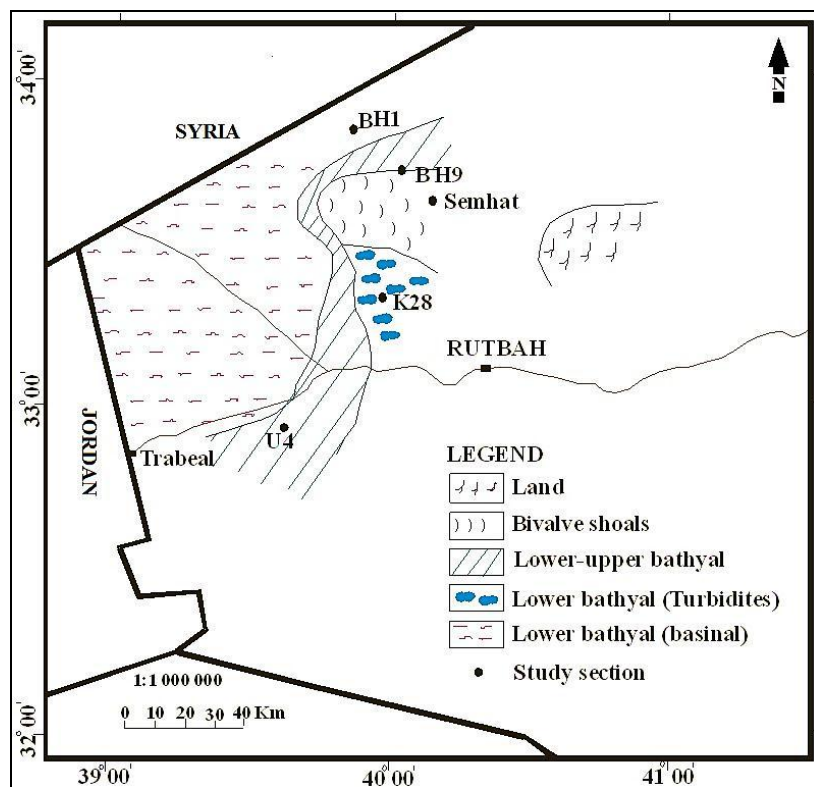 34°00'
SYRIA
BH1
N
BH9
Semhat
K28
RUTBAH
33°00'
U4
JORDAN
Trabeal
LEGEND
Land
Bivalve shoals
Lower-upper bathyal
Lower bathyal (Turbidites)
Lower bathyal (basinal)
Study section
1:1 000 000
0 10 20 30 40 Km
32°00'
39°00' 40°00' 41°00'